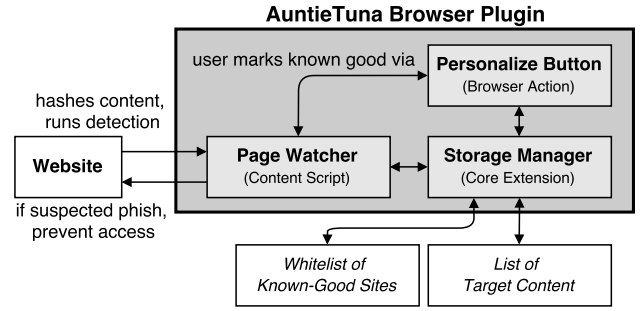 AuntieTuna Browser Plugin
user marks known good via
Personalize Button
(Browser Action)
hashes content,
runs detection
Website
Page Watcher
(Content Script)
Storage Manager
(Core Extension)
if suspected phish,
prevent access
Whitelist of
Known-Good Sites
List of
Target Content